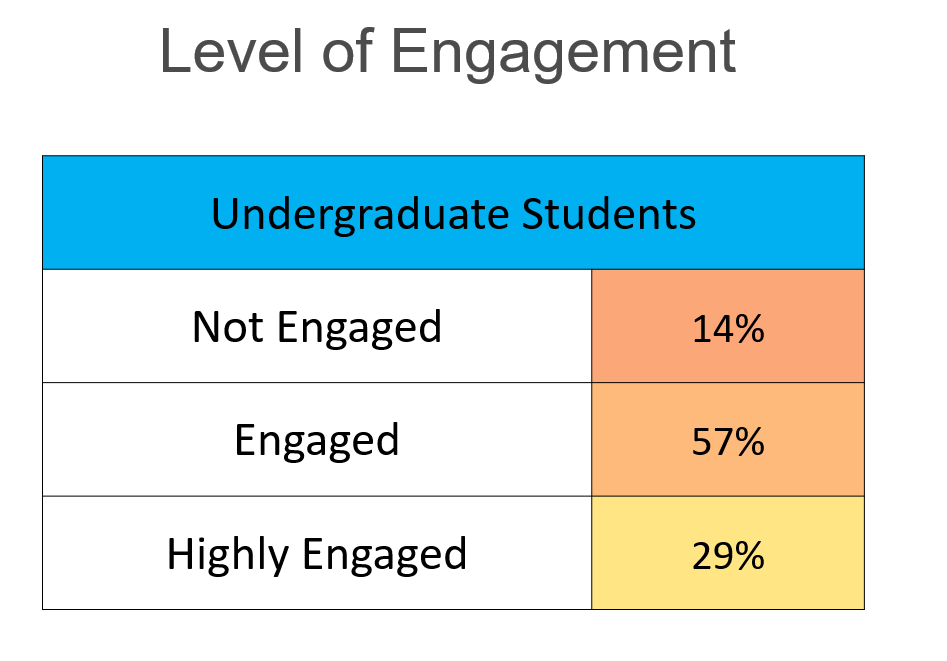 Level of Engagement
Undergraduate Students
Not Engaged 14%
Engaged 57%
Highly Engaged 29%